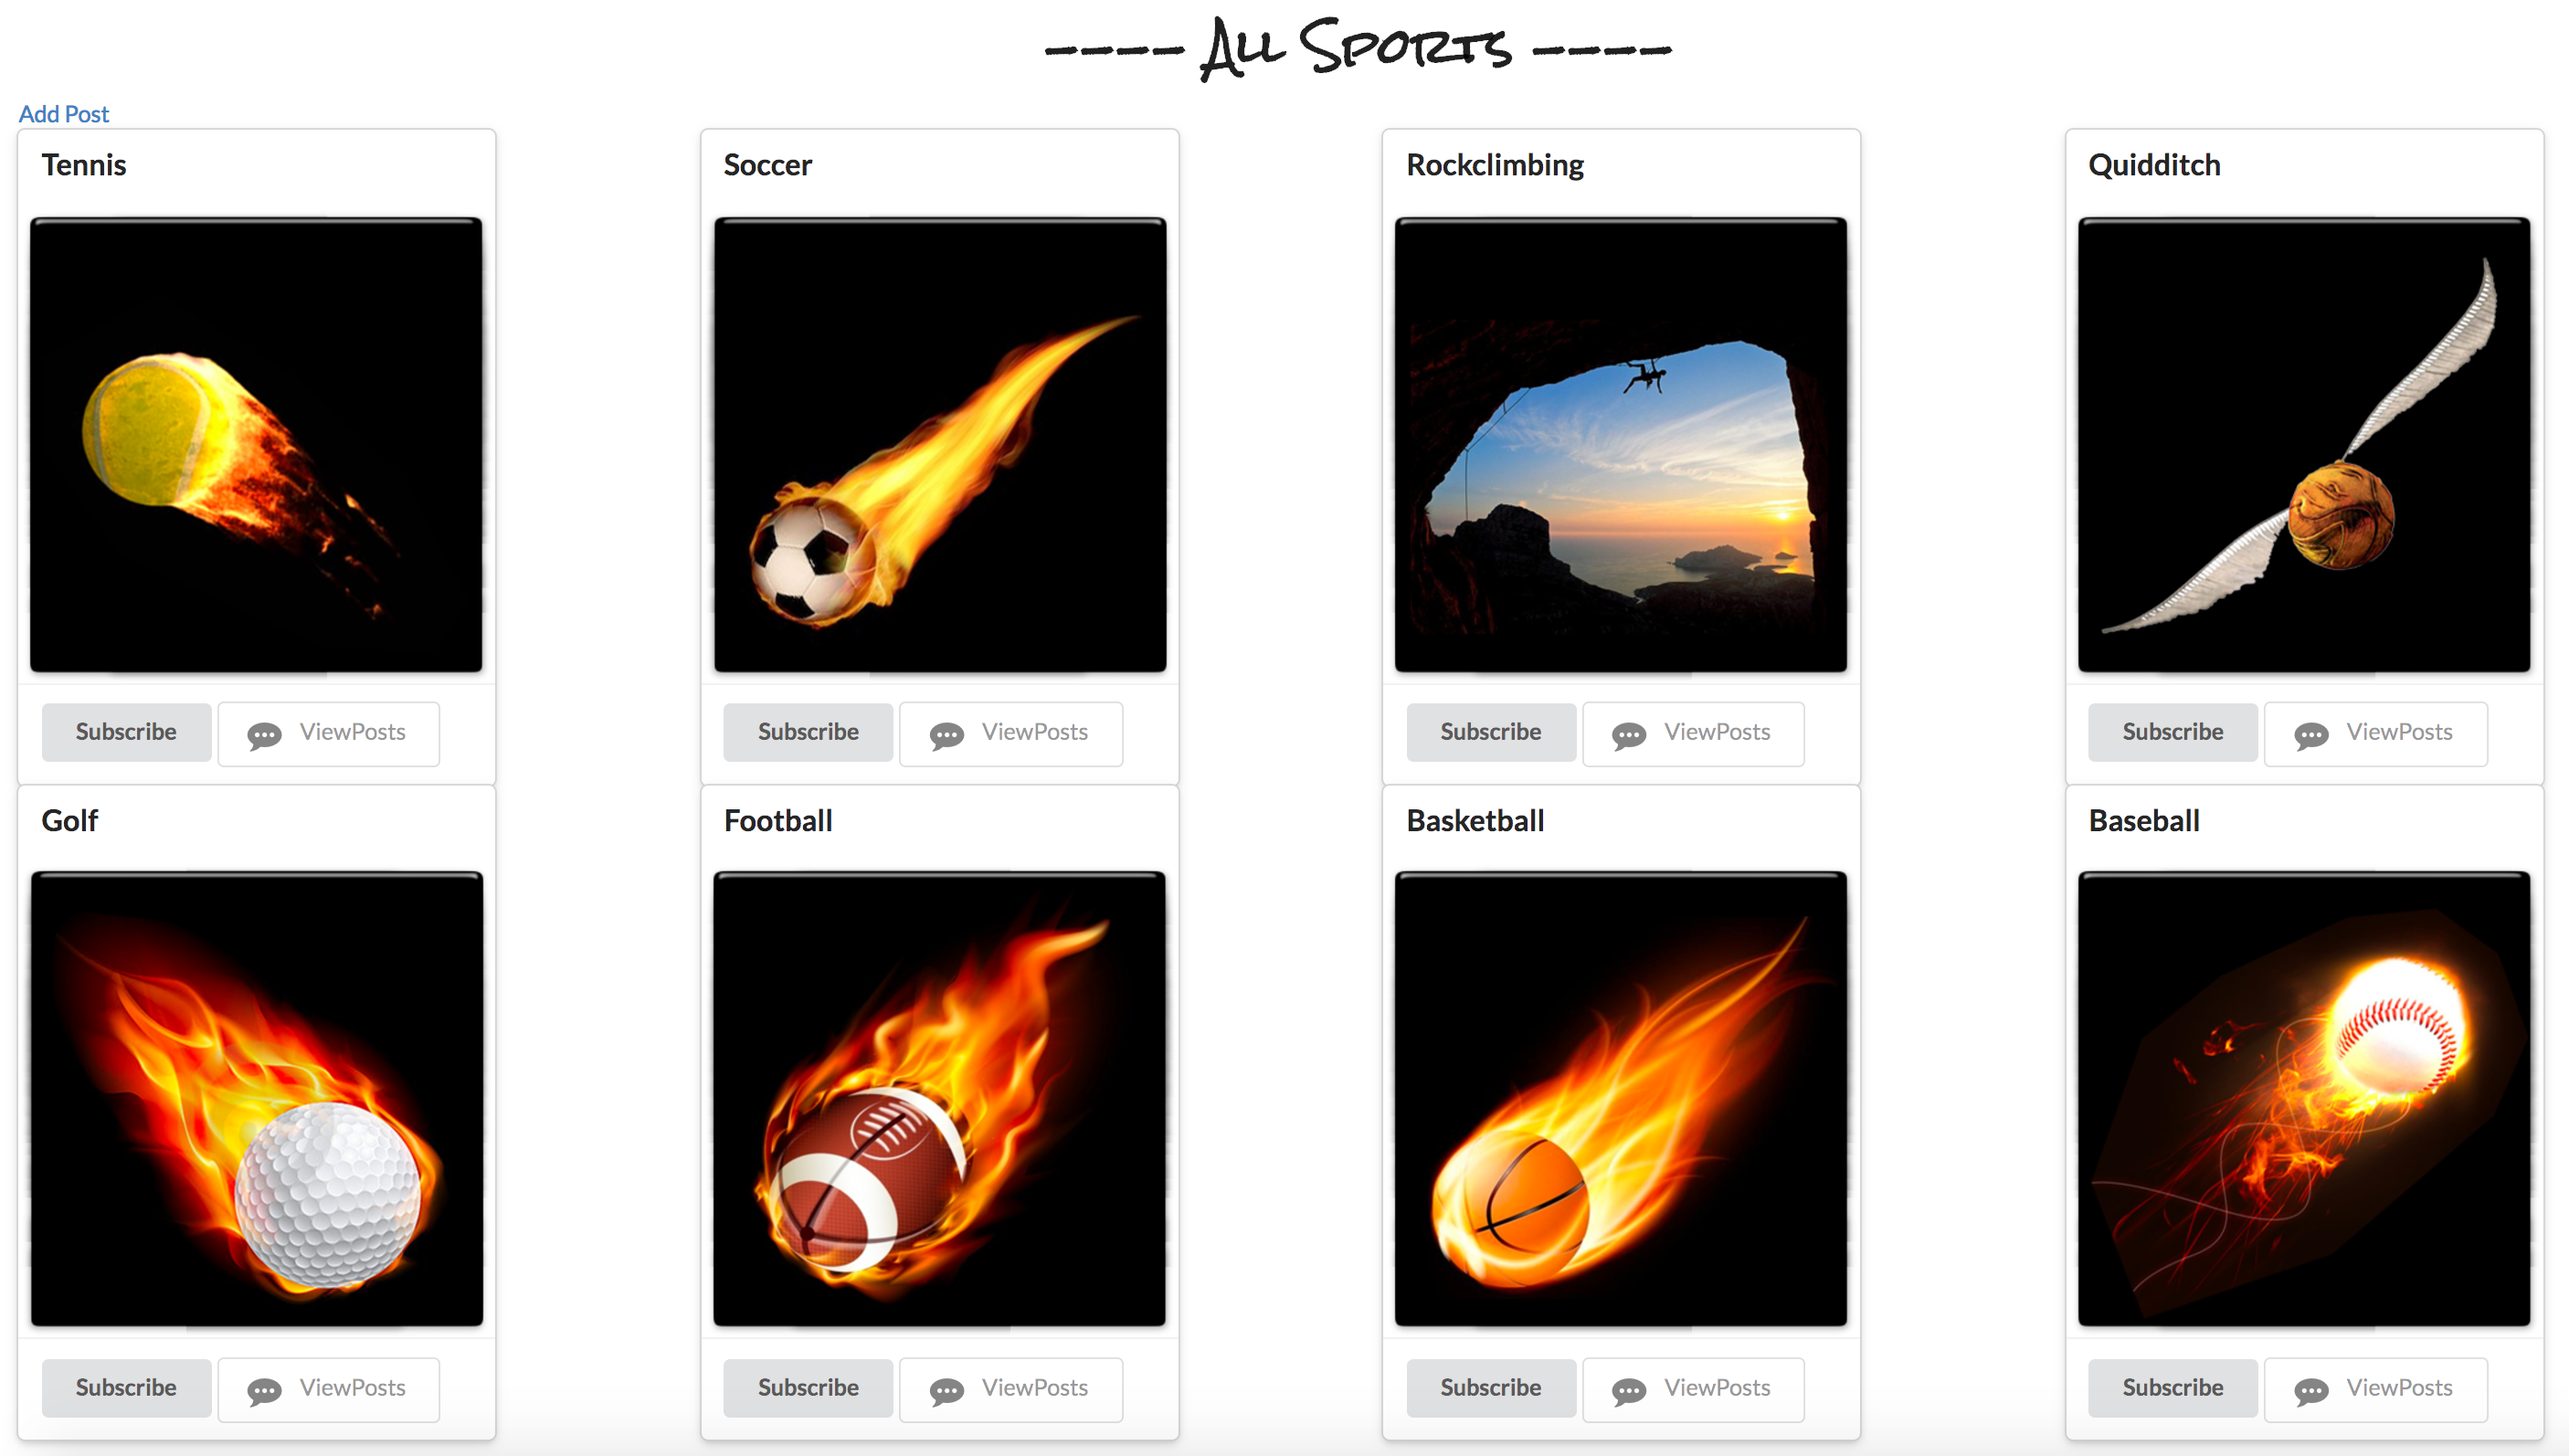 ---- All Sports ----
Add Post
Tennis
Soccer
Rockclimbing
Quidditch
Subscribe ViewPosts
Subscribe ViewPosts
Subscribe ViewPosts
Subscribe ViewPosts
Golf
Football
Basketball
Baseball
Subscribe ViewPosts
Subscribe ViewPosts
Subscribe ViewPosts
Subscribe ViewPosts